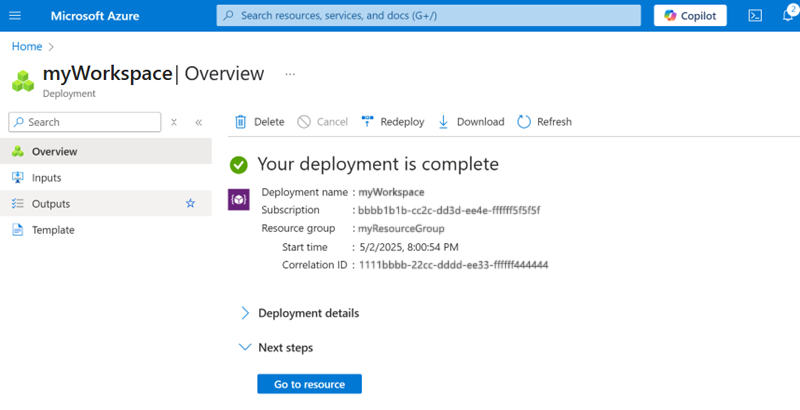 Microsoft Azure
Search resources, services, and docs (G+/)
Copilot
2
Home
myWorkspace | Overview
...
Deployment
Search
Delete
Cancel
Redeploy
Download
Refresh
Overview
Inputs
Outputs
Template
Your deployment is complete
Deployment name : myWorkspace
Subscription : bbbb1b1b-cc2c-dd3d-ee4e-ffffff5f5f5f
Resource group : myResourceGroup
Start time : 5/2/2025, 8:00:54 PM
Correlation ID : 1111bbbb-22cc-dddd-ee33-ffffff444444
Deployment details
Next steps
Go to resource